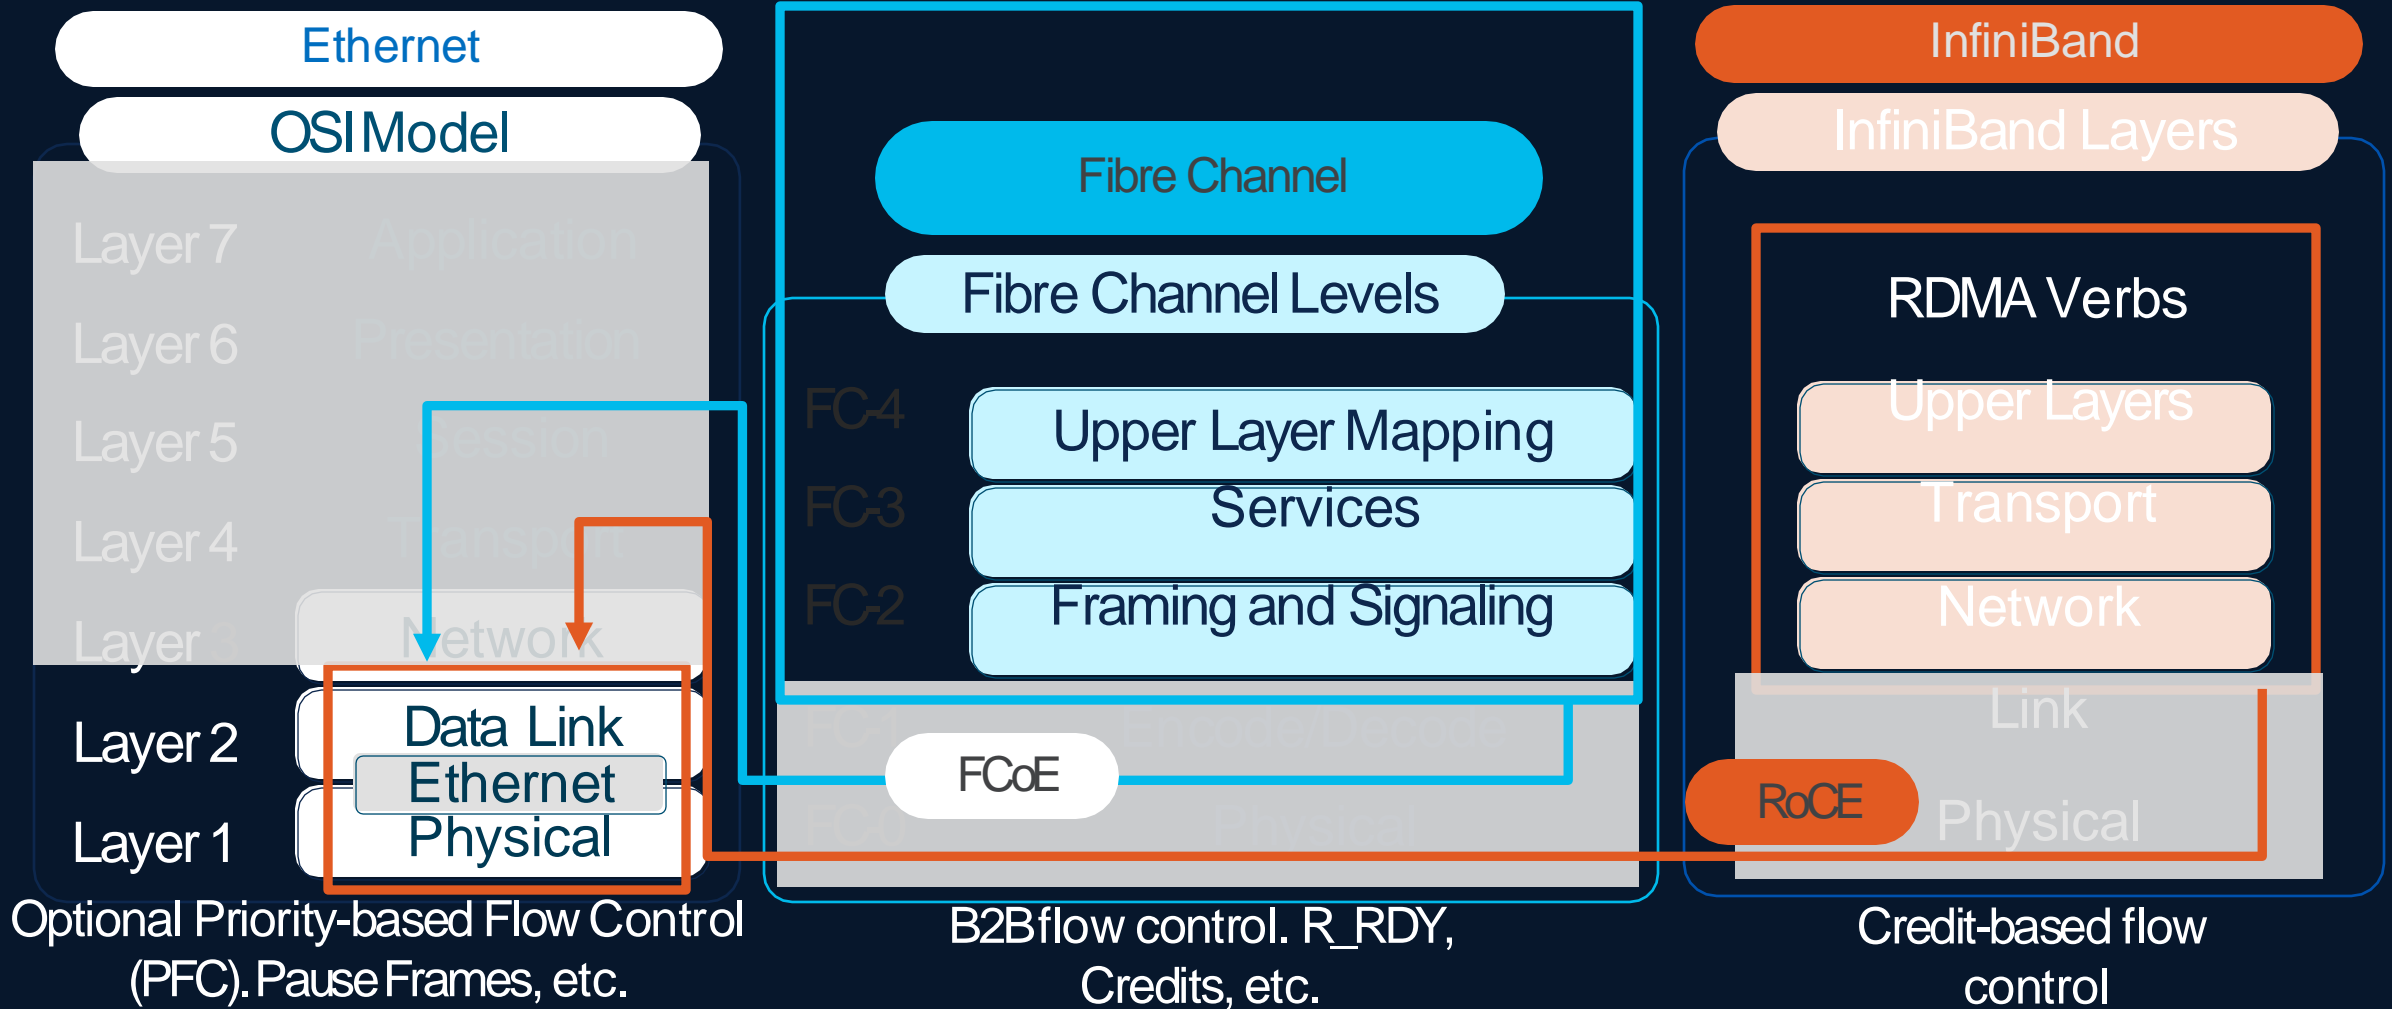 Ethernet
OSI Model
Layer 7 Application
Layer 6 Presentation
Layer 5 Session
Layer 4 Transport
Layer 3 Network
Layer 2 Data Link
Ethernet
Layer 1 Physical
Optional Priority-based Flow Control
(PFC). Pause Frames, etc.
Fibre Channel
Fibre Channel Levels
FC-4 Upper Layer Mapping
FC-3 Services
FC-2 Framing and Signaling
Encode/Decode
FCoE
FC-0 Physical
B2B flow control. R_RDY,
Credits, etc.
InfiniBand
InfiniBand Layers
RDMA Verbs
Upper Layers
Transport
Network
Link
RoCE
Physical
Credit-based flow
control